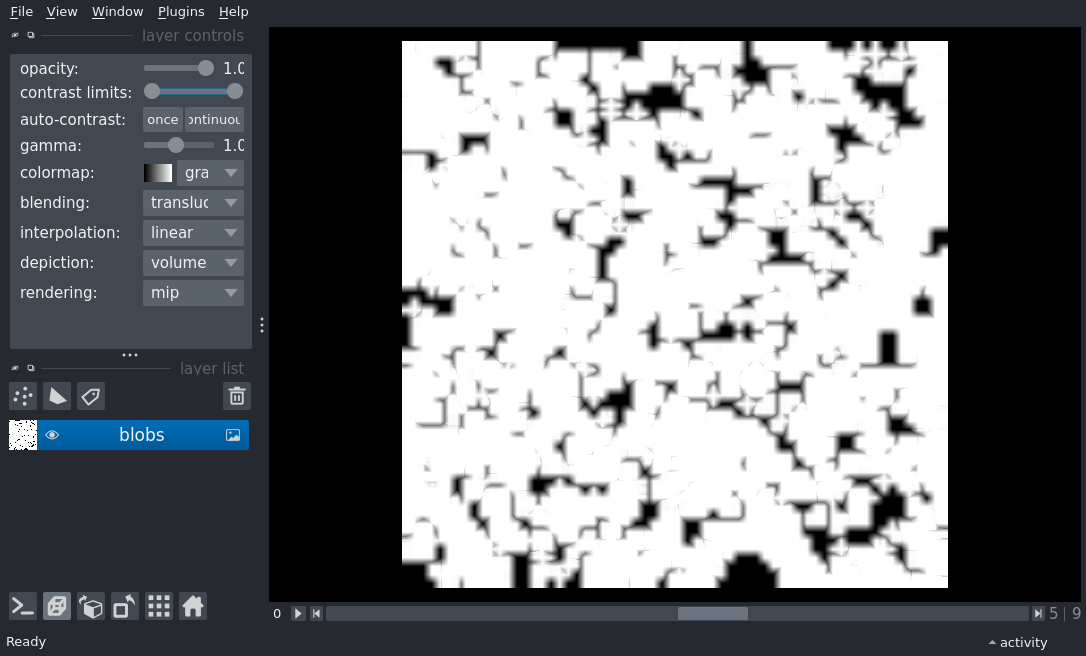 File View Window Plugins Help
layer controls
opacity: 1.0
contrast limits:
auto-contrast: once ontinuou
gamma: 1.0
colormap: gra
blending: transluc
interpolation: linear
depiction: volume
rendering: mip
layer list
blobs
0 5 | 9
Ready activity